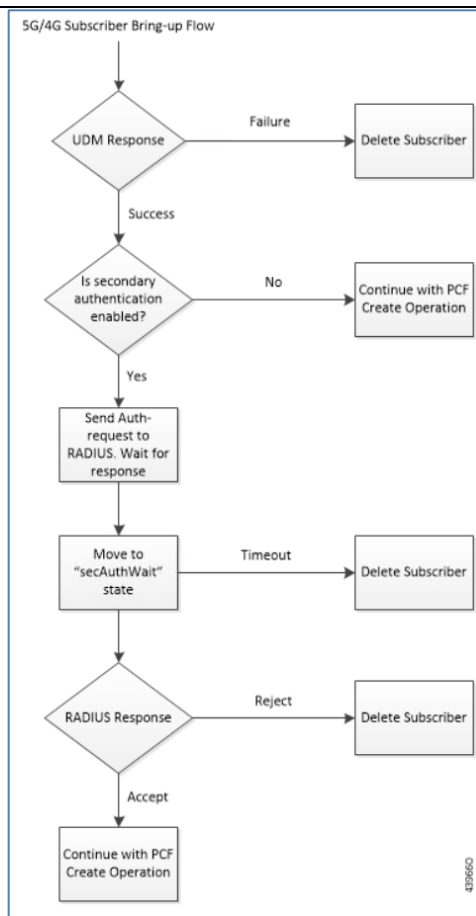 5G/4G Subscriber Bring-up Flow
UDM Response
Failure
Delete Subscriber
Success
Is secondary
authentication
enabled?
No
Continue with PCF
Create Operation
Yes
Send Auth-
request to
RADIUS. Wait for
response
Move to
"secAuthWait"
state
Timeout
Delete Subscriber
RADIUS Response
Reject
Delete Subscriber
Accept
Continue with PCF
Create Operation
439660